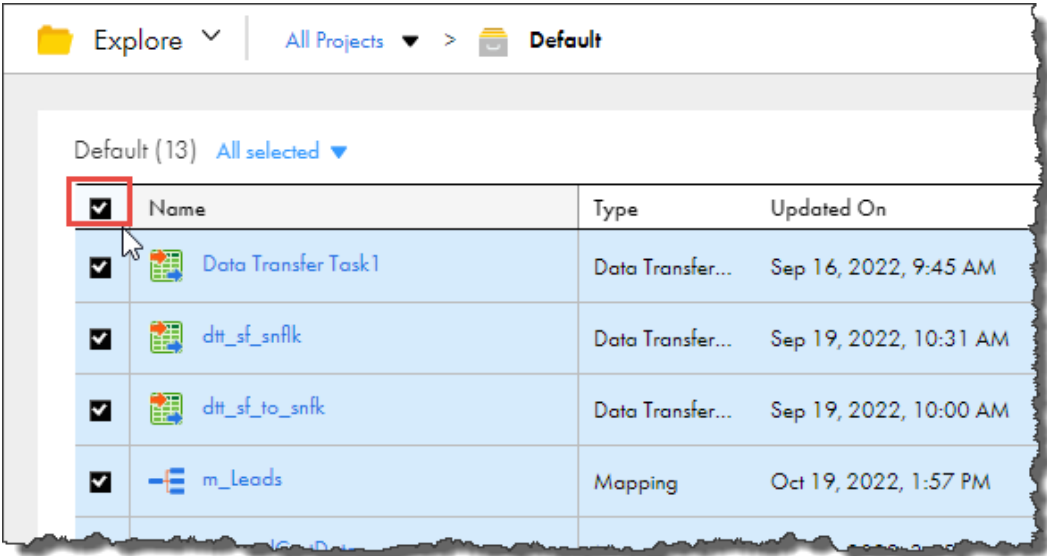 Explore All Projects > Default
Default (13) All selected
Name Type Updated On
Data Transfer Task1 Data Transfer... Sep 16, 2022, 9:45 AM
dtt_sf_snflk Data Transfer... Sep 19, 2022, 10:31 AM
dtt_sf_to_snfk Data Transfer... Sep 19, 2022, 10:00 AM
m_Leads Mapping Oct 19, 2022, 1:57 PM